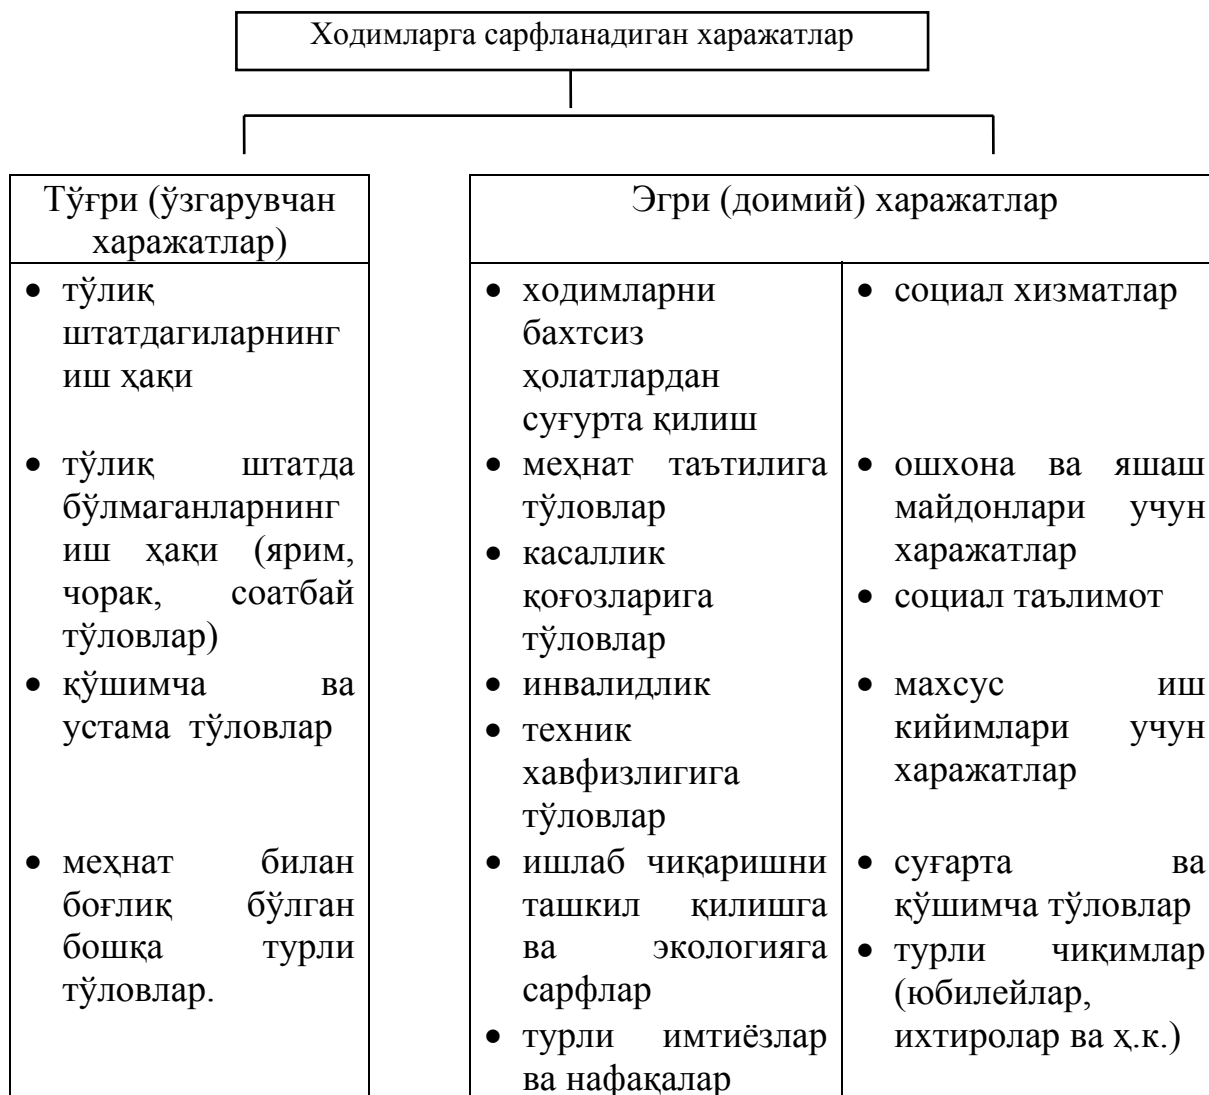 Ходимларга сарфланадиган харажатлар
Тўғри (ўзгарувчан
харажатлар)
• тўлиқ
штатдагиларнинг
иш ҳақи
• тўлиқ штатда
бўлмаганларнинг
иш ҳақи (ярим,
чорак, соатбай
тўловлар)
• қўшимча ва
устама тўловлар
• меҳнат билан
боғлиқ бўлган
бошқа турли
тўловлар.
Эгри (доимий) харажатлар
• ходимларни
бахтсиз
ҳолатлардан
суғурта қилиш
• меҳнат таътилига
тўловлар
• касаллик
қоғозларига
тўловлар
• инвалидлик
• техник
хавфизлигига
тўловлар
• ишлаб чиқаришни
ташкил қилишга
ва экологияга
сарфлар
• турли имтиёзлар
ва нафақалар
• социал хизматлар
• ошхона ва яшаш
майдонлари учун
харажатлар
• социал таълимот
• махсус иш
кийимлари учун
харажатлар
• суғарта ва
қўшимча тўловлар
• турли чиқимлар
(юбилейлар,
ихтиролар ва ҳ.к.)